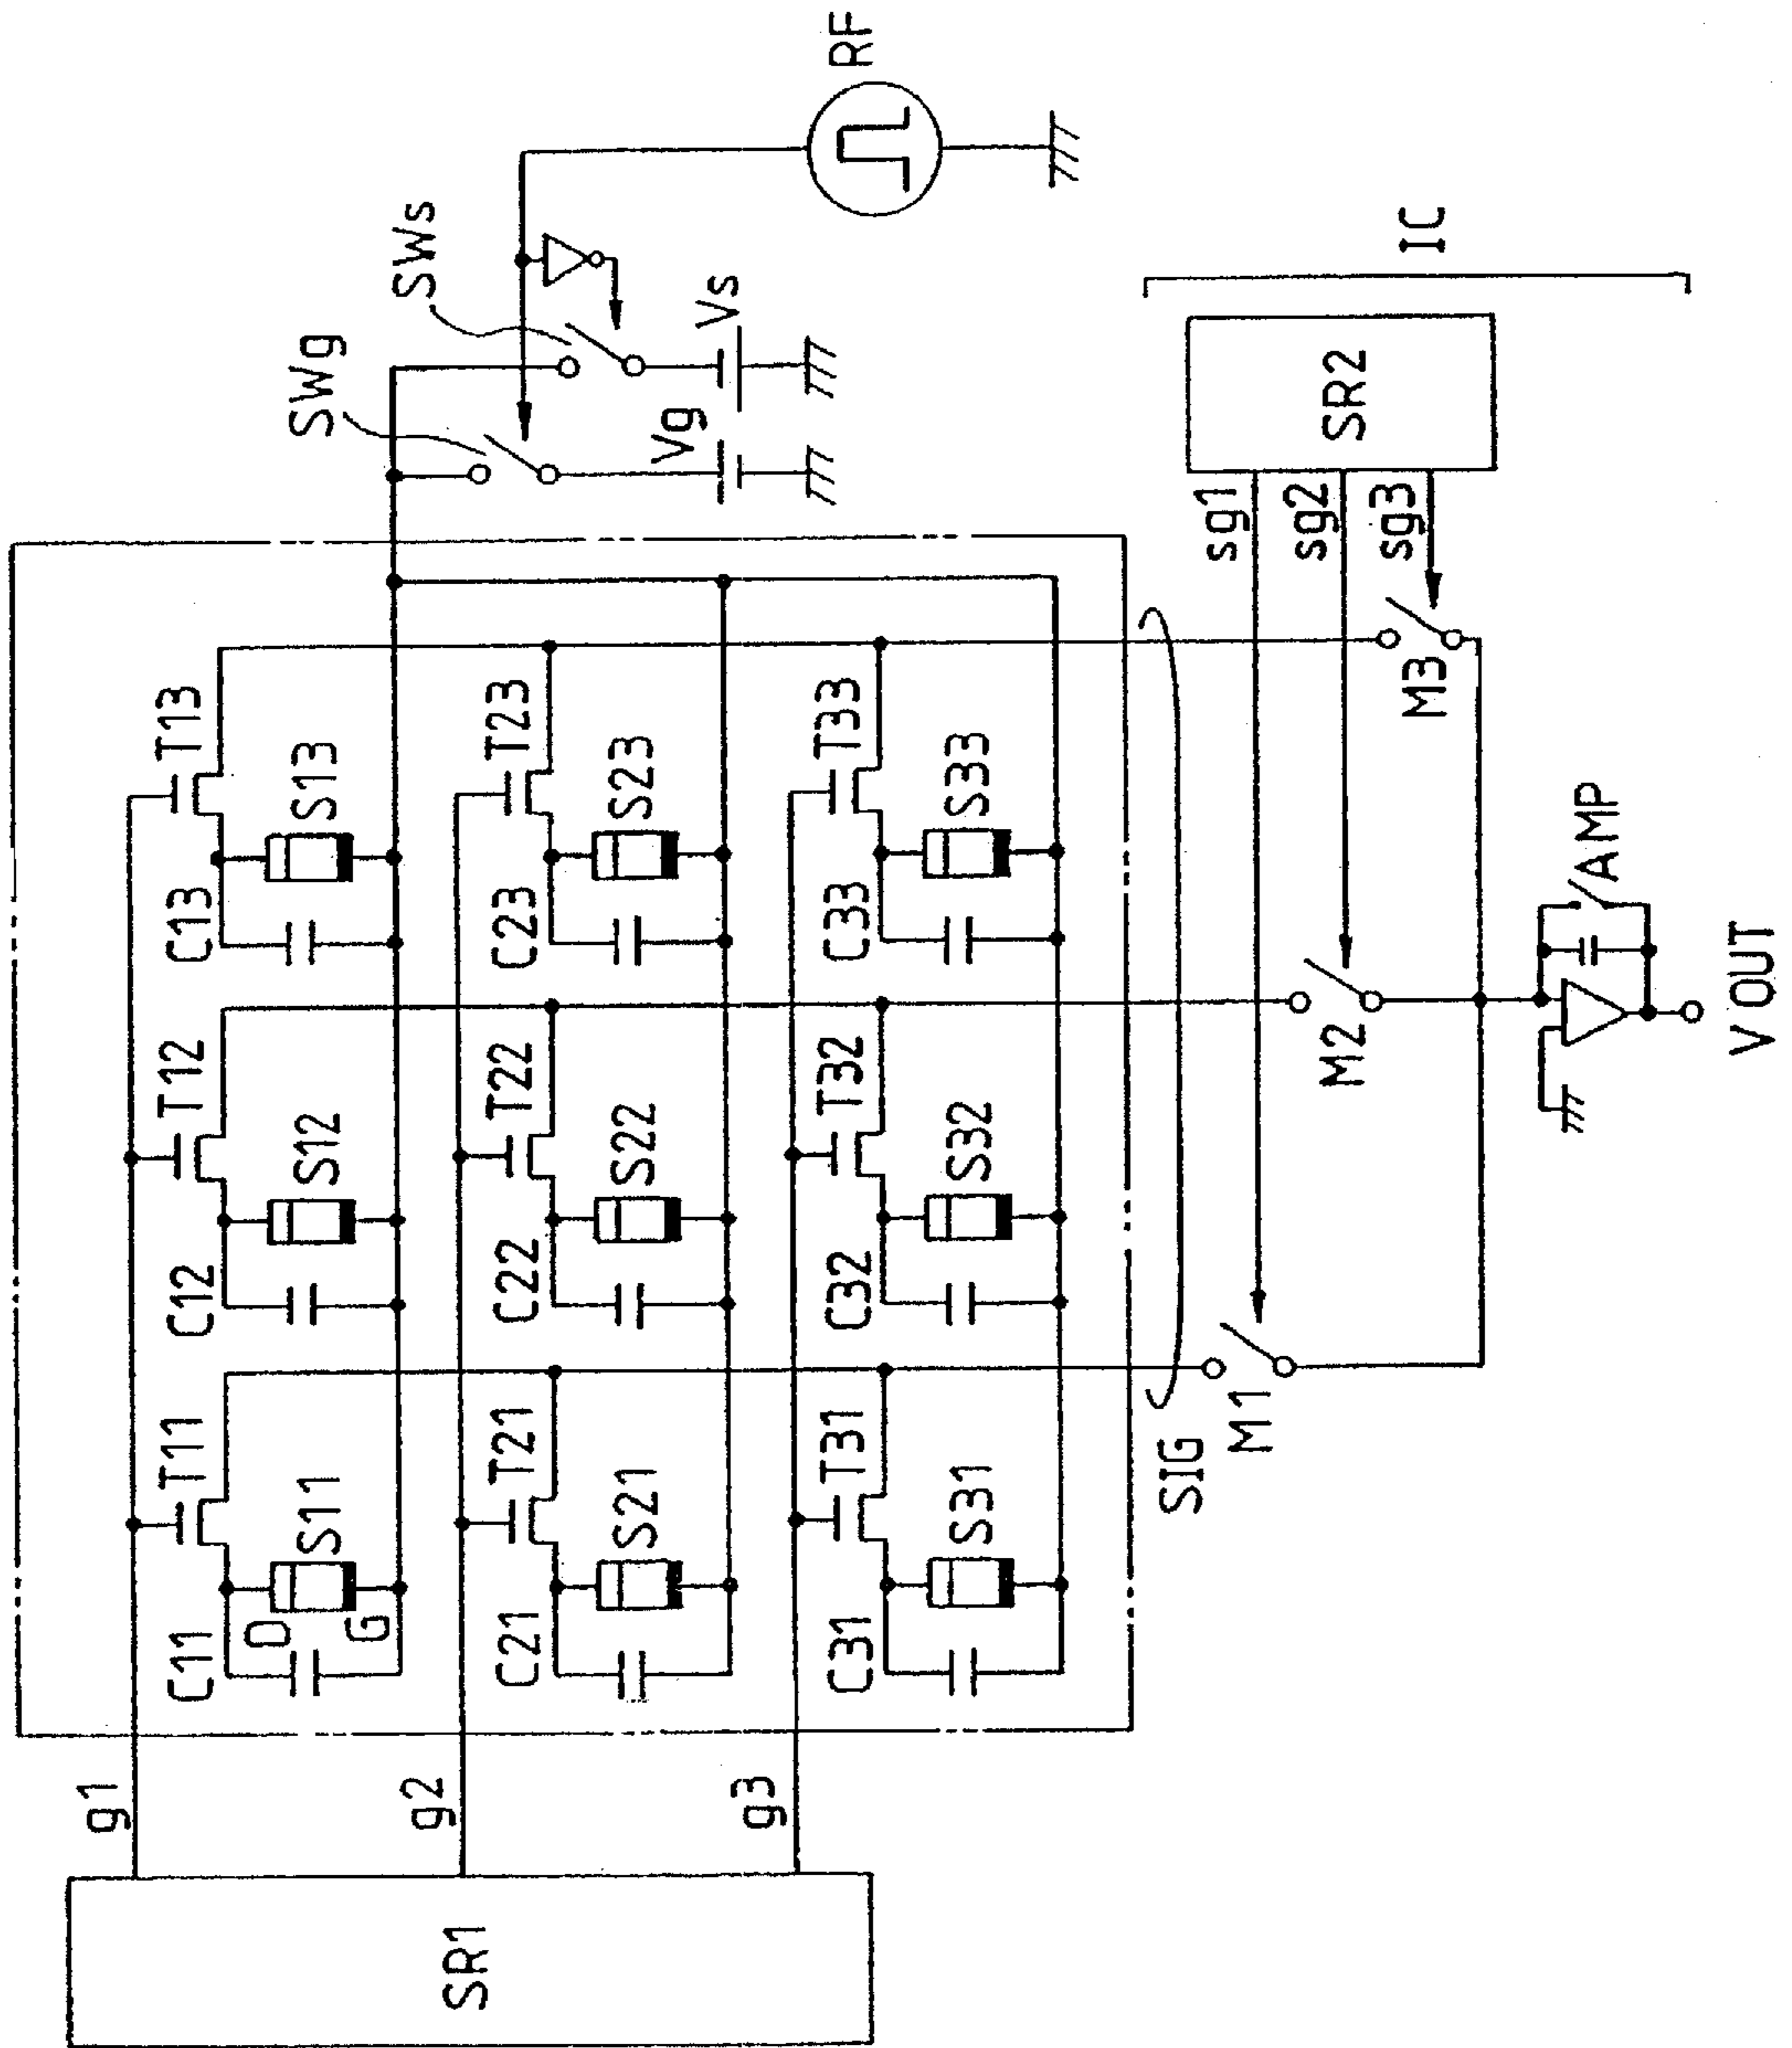 SR1
g1
g2
g3
C11
T11
S11
D
G
C12
T12
S12
C13
T13
S13
C21
T21
S21
C22
T22
S22
C23
T23
S23
C31
T31
S31
C32
T32
S32
C33
T33
S33
SWg
SWs
Vg
Vs
RF
SIG
M1
M2
M3
sg1
sg2
sg3
SR2
IC
AMP
V OUT